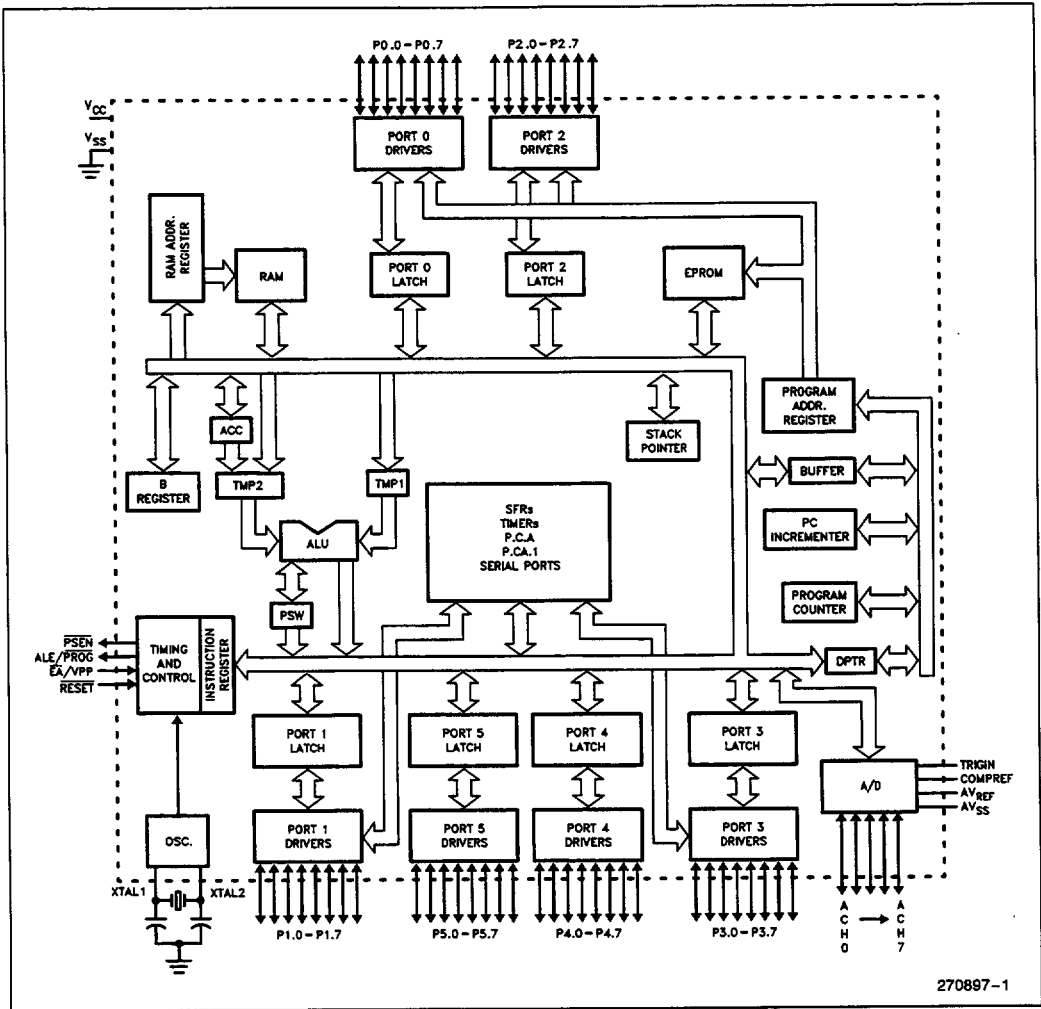 P0.0-P0.7
P2.0-P2.7
VCC
VSS
PORT 0
DRIVERS
PORT 2
DRIVERS
RAM ADDR.
REGISTER
RAM
PORT 0
LATCH
PORT 2
LATCH
EPROM
PROGRAM
ADDR.
REGISTER
ACC
STACK
POINTER
B
REGISTER
TMP2
TMP1
BUFFER
SFRs
TIMERs
P.C.A
P.CA.1
SERIAL PORTS
ALU
PC
INCREMENTER
PSW
PROGRAM
COUNTER
PSEN
ALE/PROG
EA/VPP
RESET
TIMING
AND
CONTROL
INSTRUCTION
REGISTER
DPTR
PORT 1
LATCH
PORT 5
LATCH
PORT 4
LATCH
PORT 3
LATCH
A/D
TRIGIN
COMPREF
AVREF
AVSS
OSC.
PORT 1
DRIVERS
PORT 5
DRIVERS
PORT 4
DRIVERS
PORT 3
DRIVERS
XTAL1
XTAL2
ACH0
ACH7
P1.0-P1.7
P5.0-P5.7
P4.0-P4.7
P3.0-P3.7
270897-1